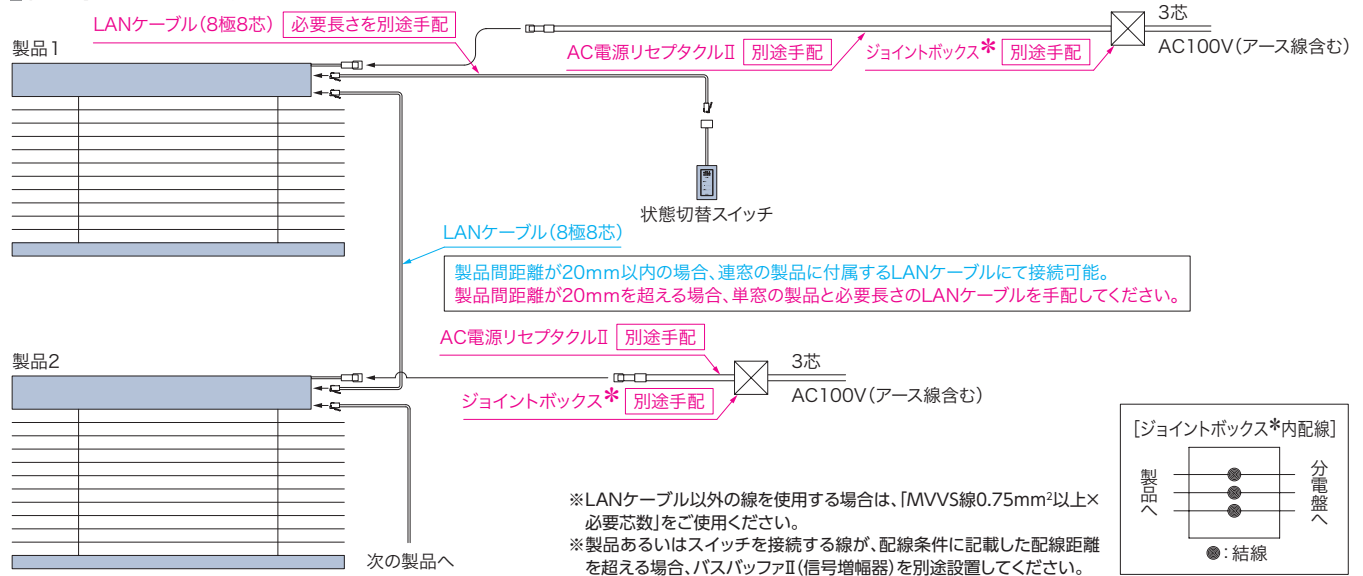 LANケーブル(8極8芯) 必要長さを別途手配
製品1
AC電源リセプタクルⅡ 別途手配
ジョイントボックス* 別途手配
3芯
AC100V(アース線含む)
状態切替スイッチ
LANケーブル(8極8芯)
製品間距離が20mm以内の場合、連窓の製品に付属するLANケーブルにて接続可能。
製品間距離が20mmを超える場合、単窓の製品と必要長さのLANケーブルを手配してください。
製品2
AC電源リセプタクルⅡ 別途手配
ジョイントボックス* 別途手配
3芯
AC100V(アース線含む)
次の製品へ
※LANケーブル以外の線を使用する場合は、「MVVS線0.75mm²以上×
必要芯数」をご使用ください。
※製品あるいはスイッチを接続する線が、配線条件に記載した配線距離
を超える場合、バスバッファⅡ(信号増幅器)を別途設置してください。
[ジョイントボックス*内配線]
製品へ
分電盤へ
●:結線